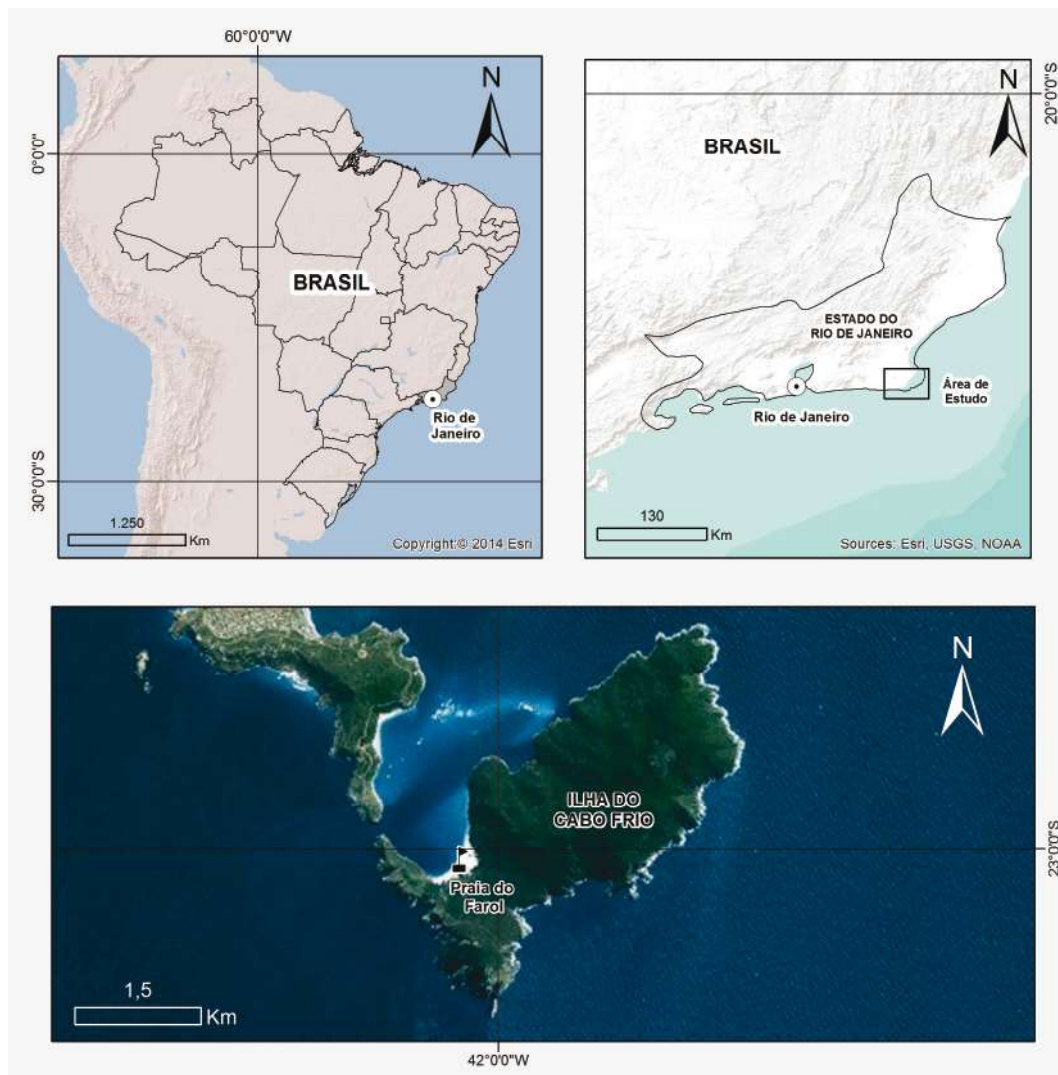 60°0'0"W
N
0°0'0"
BRASIL
Rio de
Janeiro
30°0'0"S
1.250
Km
Copyright:© 2014 Esri
N
20°0'0"S
BRASIL
ESTADO DO
RIO DE JANEIRO
Área de
Estudo
Rio de Janeiro
130
Km
Sources: Esri, USGS, NOAA
N
ILHA DO
CABO FRIO
23°0'0"S
Praia do
Farol
1,5
Km
42°0'0"W